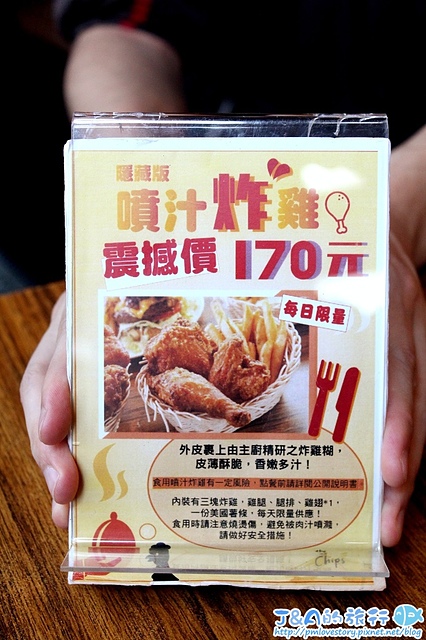 隱藏版
噴汁炸雞
震撼價 170元
每日限量
外皮裹上由主廚精研之炸雞糊，
皮薄酥脆，香嫩多汁！
食用噴汁炸雞有一定風險，點餐前請詳閱公開說明書。
內裝有三塊炸雞，雞腿、腿排、雞翅*1，
一份美國薯條，每天限量供應！
食用時請注意燒燙傷，避免被肉汁噴濺，
請做好安全措施！
Chips
J&A的旅行
http://pmlovestory.pixnet.net/blog